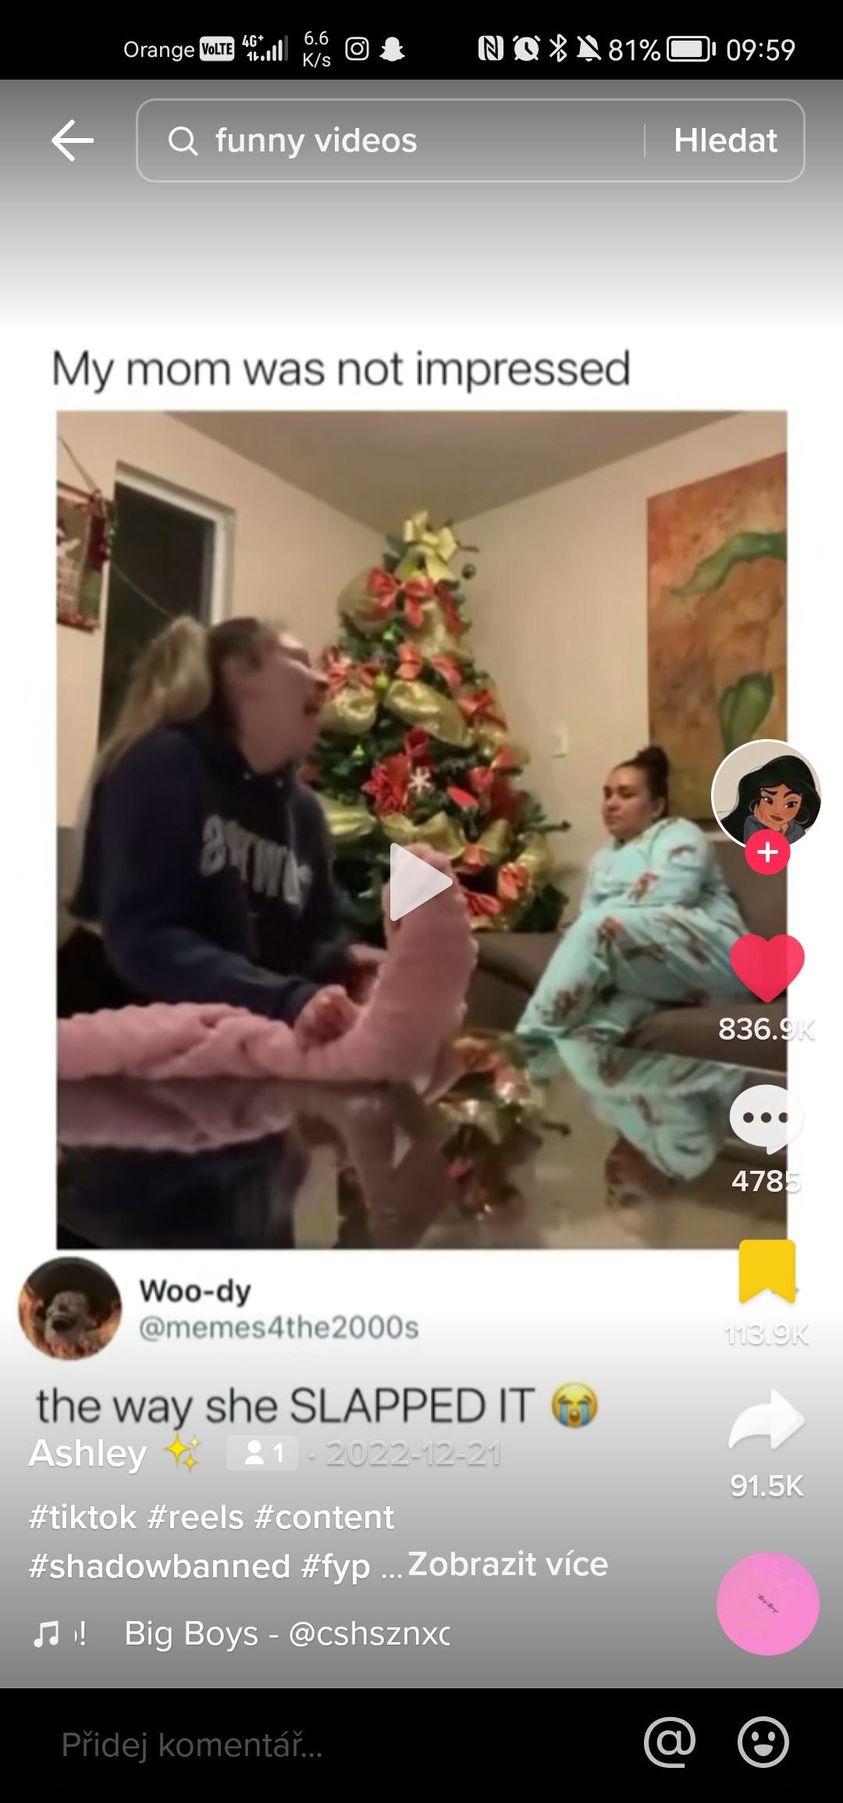 Orange VoLTE 4G+ 6.6 K/s 81% 09:59
funny videos Hledat
My mom was not impressed
836.9K
4785
Woo-dy
@memes4the2000s
113.9K
the way she SLAPPED IT 😭
Ashley ✨ 1 · 2022-12-21
91.5K
#tiktok #reels #content
#shadowbanned #fyp ... Zobrazit více
Big Boys - @cshsznxc
Přidej komentář...